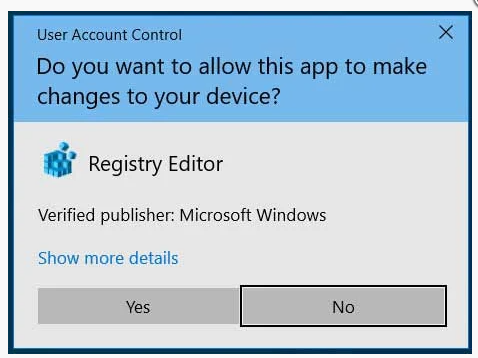 User Account Control
Do you want to allow this app to make
changes to your device?
Registry Editor
Verified publisher: Microsoft Windows
Show more details
Yes
No